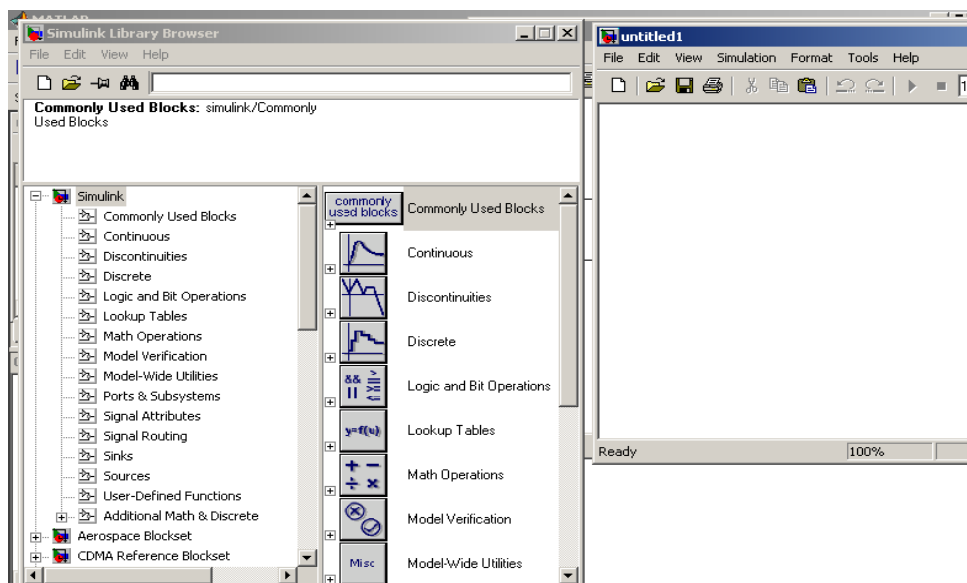 MATLAB
Simulink Library Browser
File Edit View Help
Commonly Used Blocks: simulink/Commonly
Used Blocks
Simulink
Commonly Used Blocks
Continuous
Discontinuities
Discrete
Logic and Bit Operations
Lookup Tables
Math Operations
Model Verification
Model-Wide Utilities
Ports & Subsystems
Signal Attributes
Signal Routing
Sinks
Sources
User-Defined Functions
Additional Math & Discrete
Aerospace Blockset
CDMA Reference Blockset
commonly
used blocks
Commonly Used Blocks
Continuous
Discontinuities
Discrete
&& || > >= <=
Logic and Bit Operations
y=f(u)
Lookup Tables
+ − ÷ ×
Math Operations
Model Verification
Misc
Model-Wide Utilities
untitled1
File Edit View Simulation Format Tools Help
Ready 100%